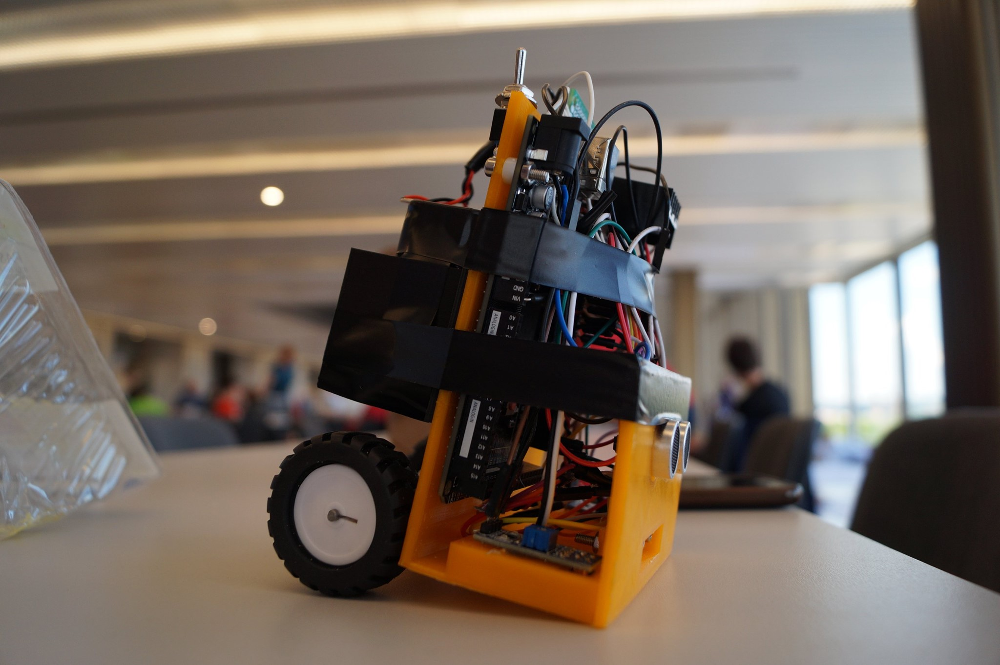 GND
VIN
ANALOG IN
A0
A1
ANALOG IN
A8
A9
A10
A11
A12
A13
A14
A15